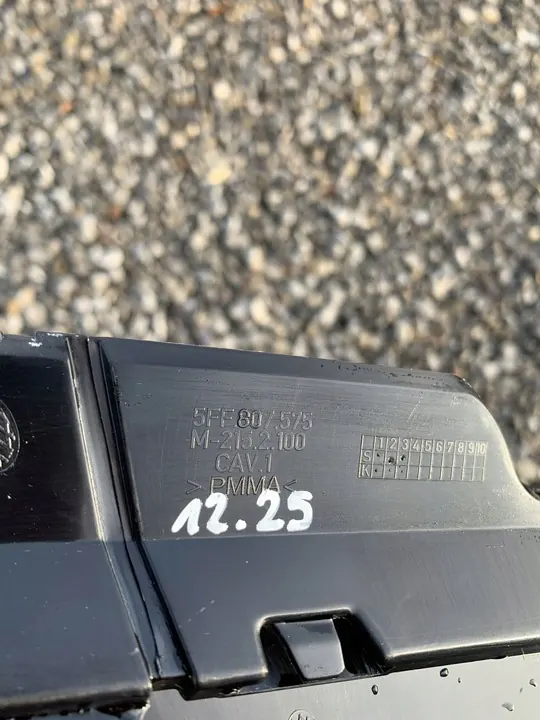 5FF 807.575
M-215.2.100
CAV.1
>PMMA<
12.25
1 2 3 4 5 6 7 8 9 10
S
K